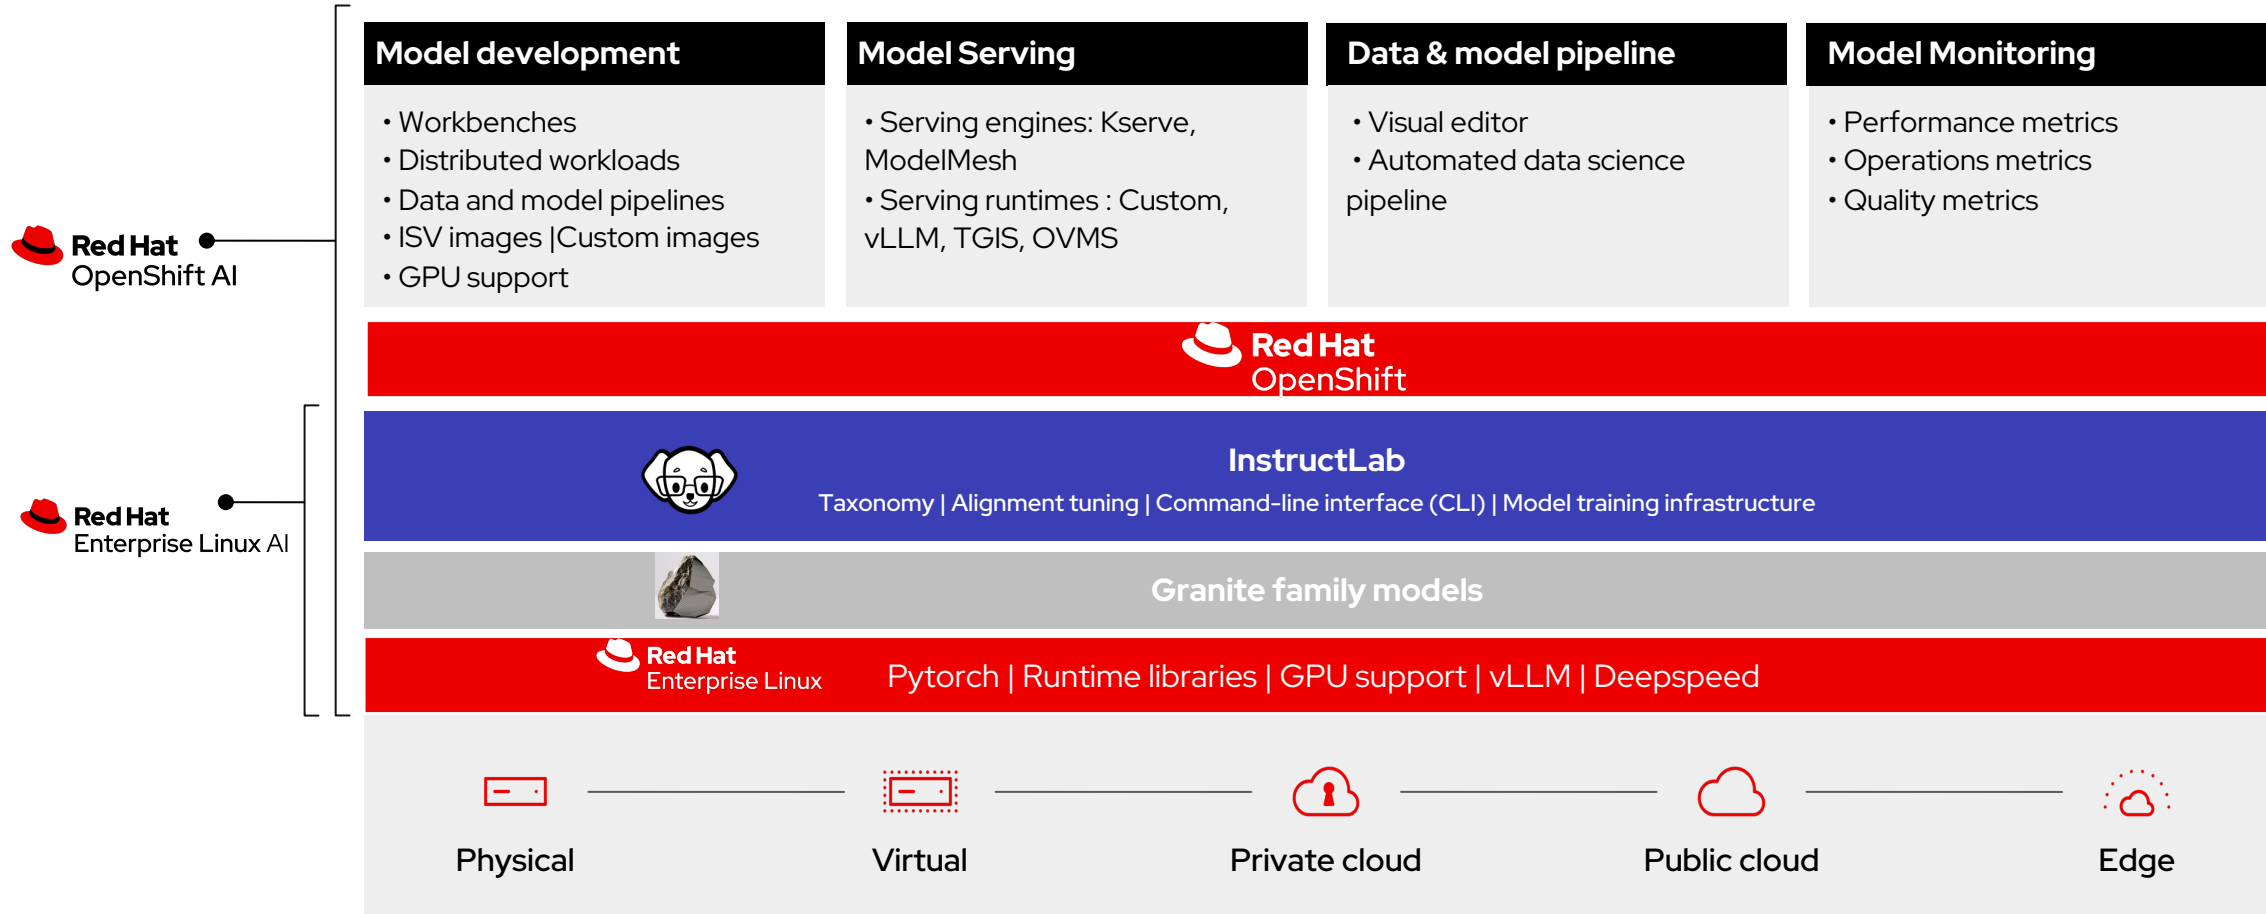 Model development
• Workbenches
• Distributed workloads
• Data and model pipelines
• ISV images |Custom images
• GPU support
Model Serving
• Serving engines: Kserve,
ModelMesh
• Serving runtimes : Custom,
vLLM, TGIS, OVMS
Data & model pipeline
• Visual editor
• Automated data science
pipeline
Model Monitoring
• Performance metrics
• Operations metrics
• Quality metrics
Red Hat
OpenShift AI
Red Hat
OpenShift
Red Hat
Enterprise Linux AI
InstructLab
Taxonomy | Alignment tuning | Command-line interface (CLI) | Model training infrastructure
Granite family models
Red Hat
Enterprise Linux
Pytorch | Runtime libraries | GPU support | vLLM | Deepspeed
Physical
Virtual
Private cloud
Public cloud
Edge